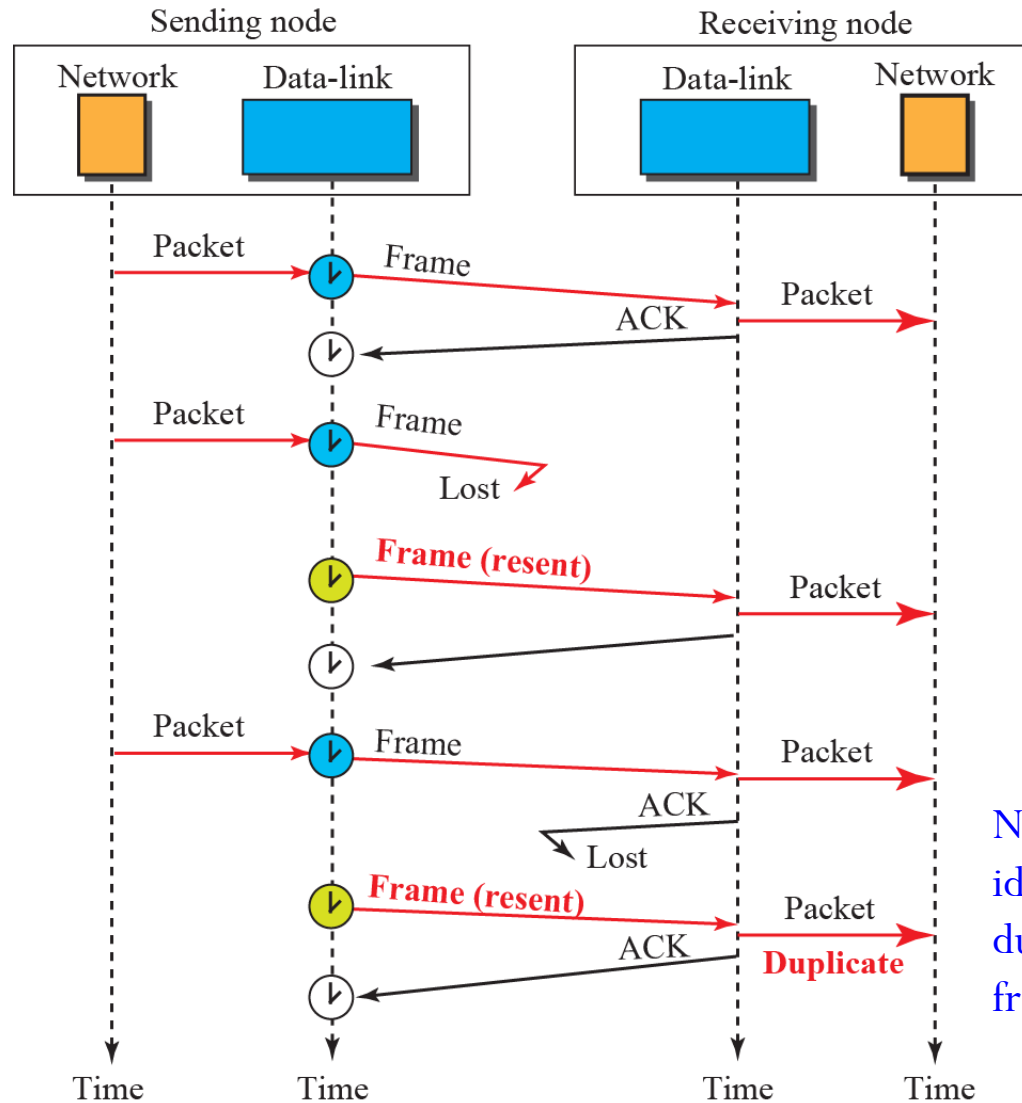 Sending node
Receiving node
Network
Data-link
Data-link
Network
Packet
Frame
Packet
ACK
Packet
Frame
Lost
Frame (resent)
Packet
Packet
Frame
Packet
ACK
Lost
Frame (resent)
Packet
ACK
Duplicate
Time
Time
Time
Time